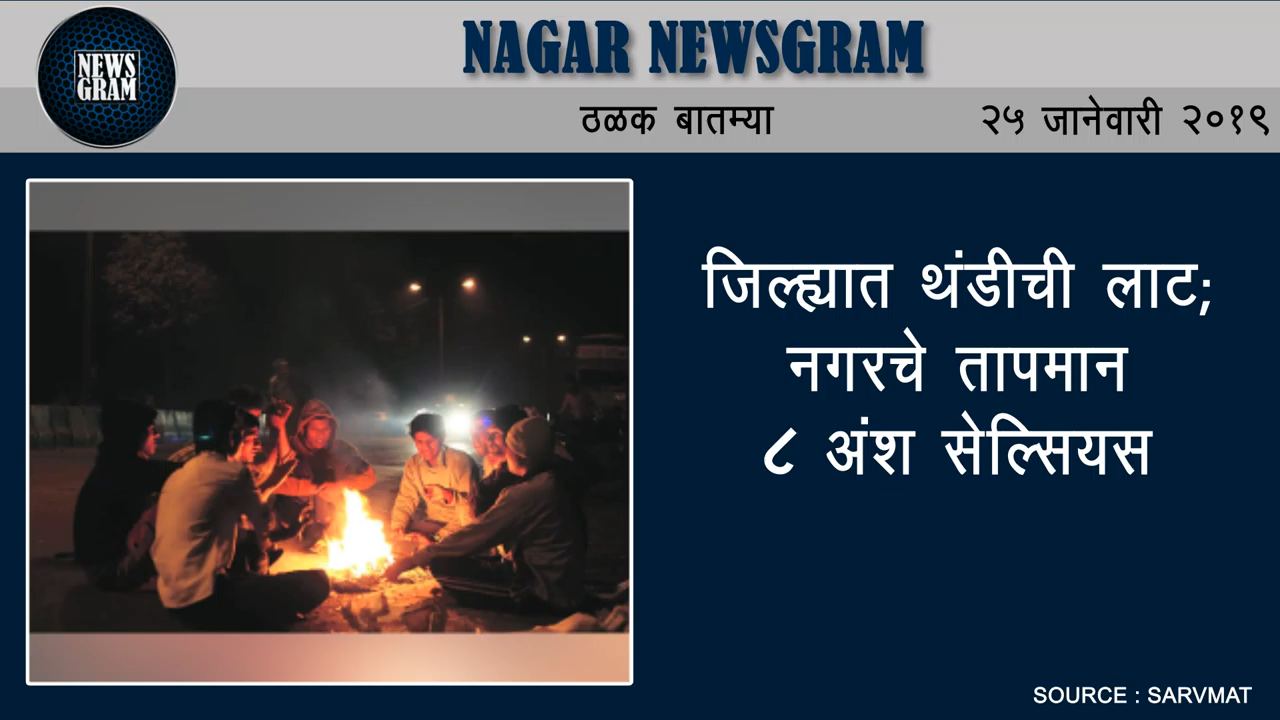 NEWS
GRAM
NAGAR NEWSGRAM
ठळक बातम्या
२५ जानेवारी २०१९
जिल्ह्यात थंडीची लाट;
नगरचे तापमान
८ अंश सेल्सियस
SOURCE : SARVMAT